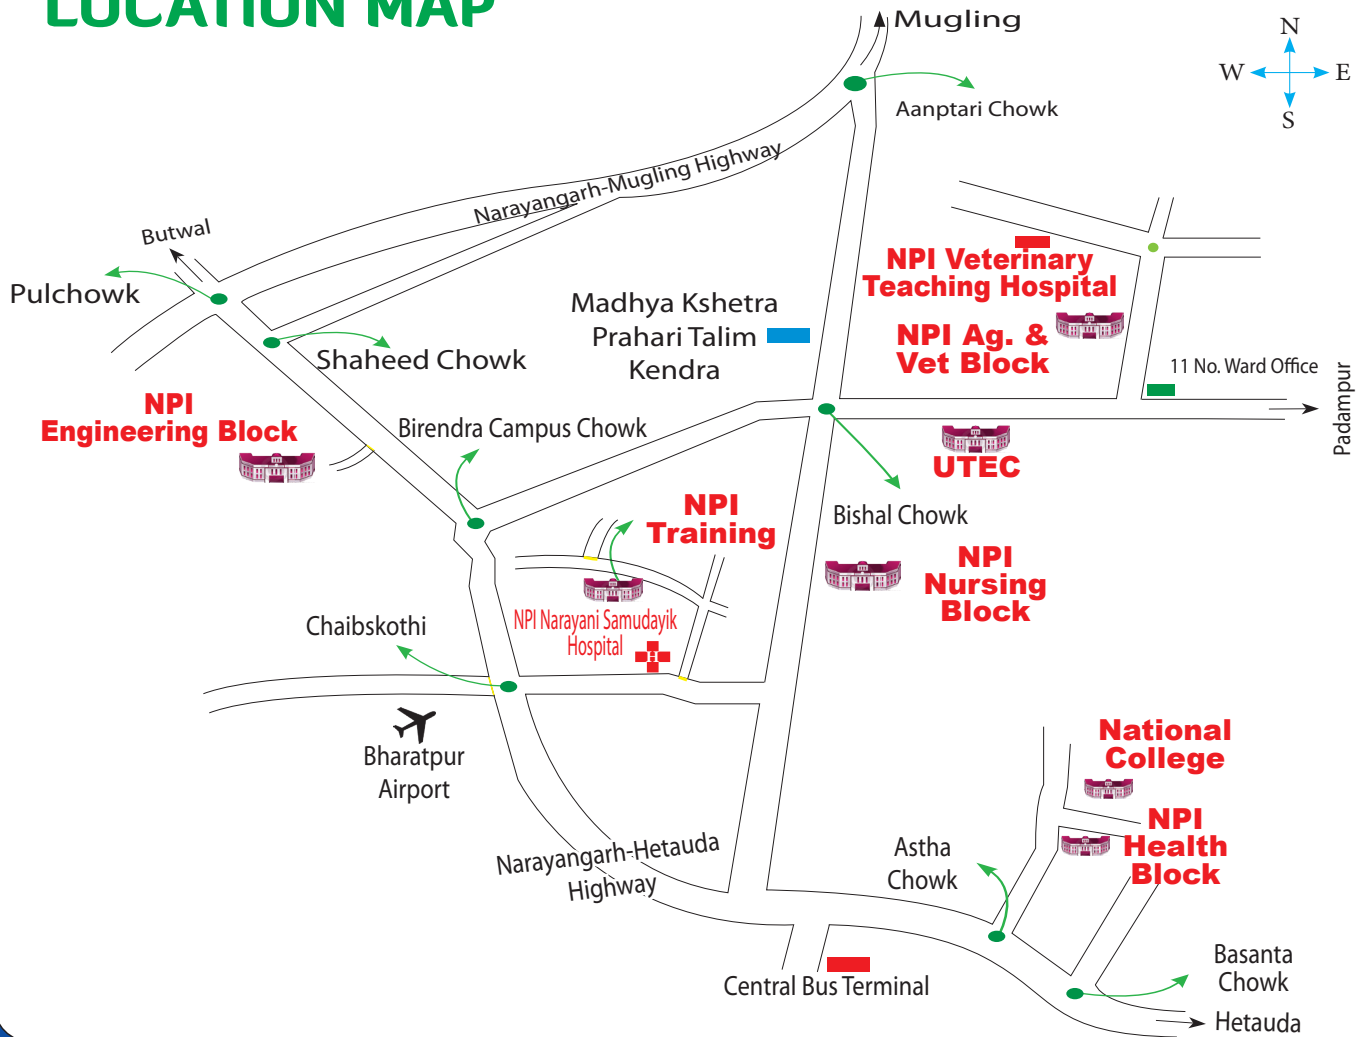 LOCATION MAP
Mugling
N
W
E
S
Aanptari Chowk
Narayangarh-Mugling Highway
Butwal
Pulchowk
Shaheed Chowk
Madhya Kshetra
Prahari Talim
Kendra
NPI Veterinary
Teaching Hospital
NPI Ag. &
Vet Block
11 No. Ward Office
Padampur
NPI
Engineering Block
Birendra Campus Chowk
UTEC
Bishal Chowk
NPI
Training
NPI
Nursing
Block
NPI Narayani Samudayik
Hospital
H
Chaibskothi
Bharatpur
Airport
National
College
NPI
Health
Block
Narayangarh-Hetauda
Highway
Astha
Chowk
Central Bus Terminal
Basanta
Chowk
Hetauda